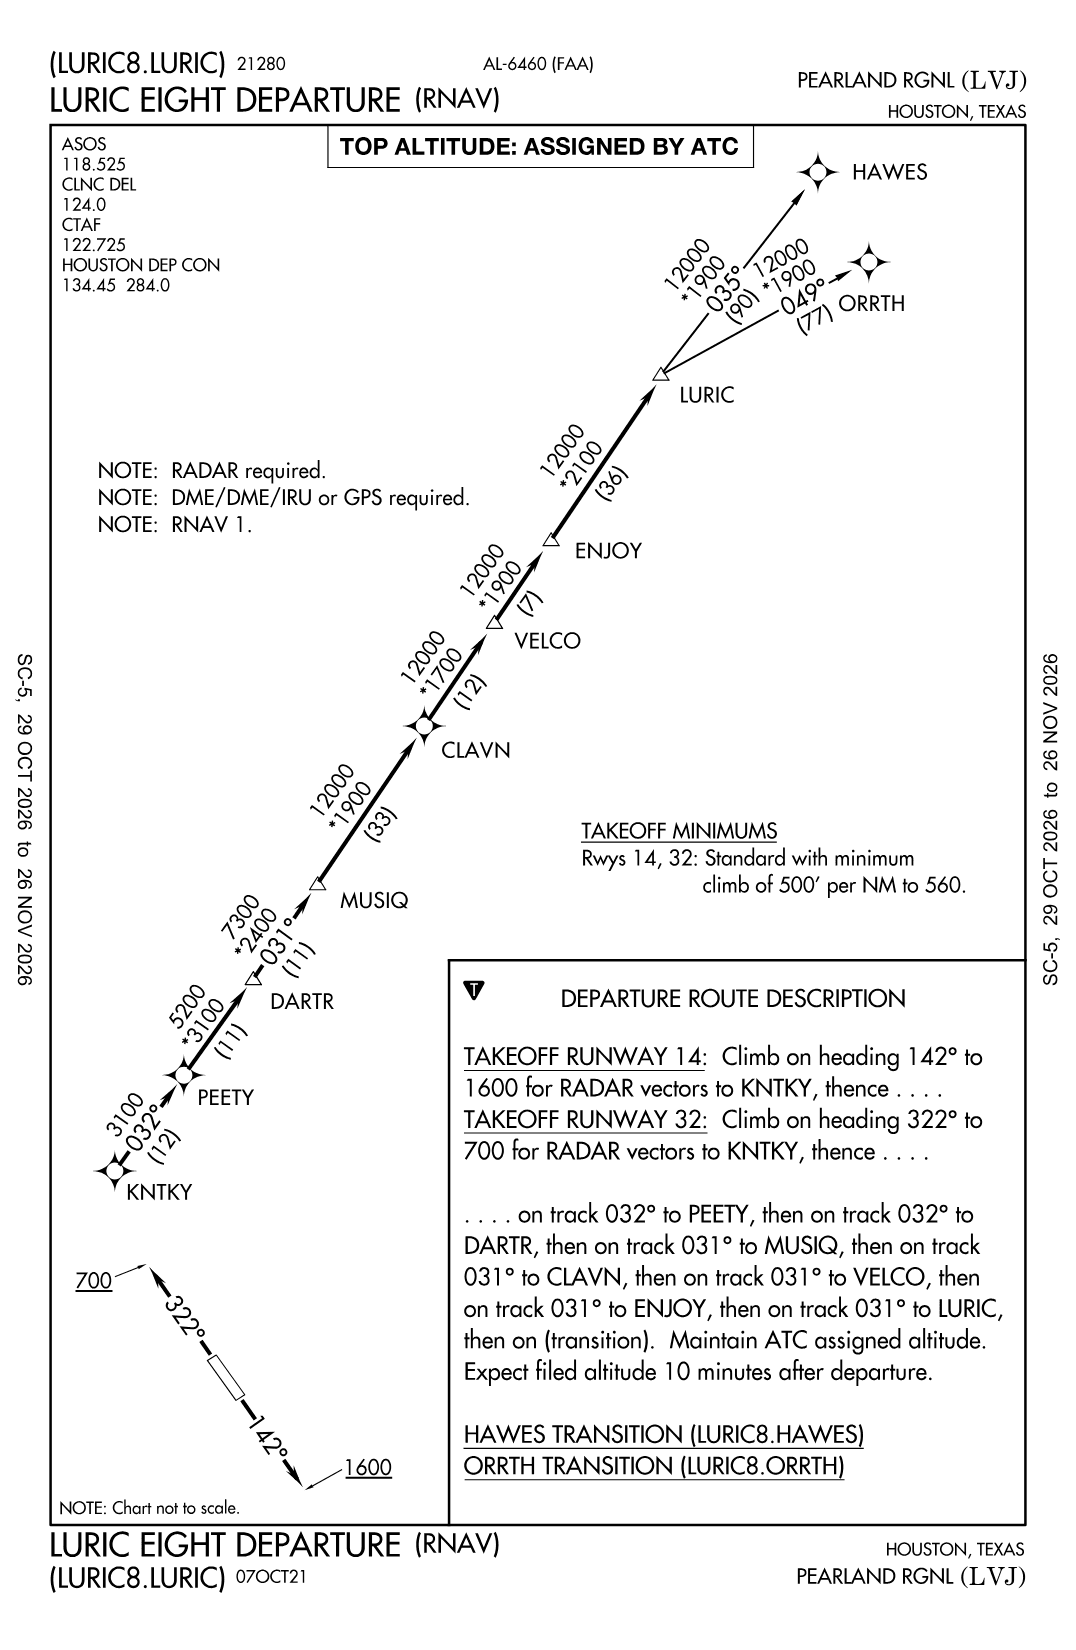 (LURIC8.LURIC) 21280
AL-6460 (FAA)
PEARLAND RGNL (LVJ)
LURIC EIGHT DEPARTURE (RNAV)
HOUSTON, TEXAS
TOP ALTITUDE: ASSIGNED BY ATC
ASOS
118.525
CLNC DEL
124.0
CTAF
122.725
HOUSTON DEP CON
134.45 284.0
HAWES
12000
*1900
035°
(90)
12000
*1900
049°
(77)
ORRTH
LURIC
12000
*2100
(36)
NOTE: RADAR required.
NOTE: DME/DME/IRU or GPS required.
NOTE: RNAV 1.
ENJOY
12000
*1900
(7)
VELCO
12000
*1700
(12)
CLAVN
12000
*1900
(33)
TAKEOFF MINIMUMS
Rwys 14, 32: Standard with minimum
climb of 500' per NM to 560.
MUSIQ
7300
*2400
031°
(11)
DARTR
5200
*3100
(11)
PEETY
3100
032°
(12)
KNTKY
700
322°
142°
1600
NOTE: Chart not to scale.
T
DEPARTURE ROUTE DESCRIPTION
TAKEOFF RUNWAY 14: Climb on heading 142° to
1600 for RADAR vectors to KNTKY, thence . . . .
TAKEOFF RUNWAY 32: Climb on heading 322° to
700 for RADAR vectors to KNTKY, thence . . . .
. . . . on track 032° to PEETY, then on track 032° to
DARTR, then on track 031° to MUSIQ, then on track
031° to CLAVN, then on track 031° to VELCO, then
on track 031° to ENJOY, then on track 031° to LURIC,
then on (transition). Maintain ATC assigned altitude.
Expect filed altitude 10 minutes after departure.
HAWES TRANSITION (LURIC8.HAWES)
ORRTH TRANSITION (LURIC8.ORRTH)
SC-5, 29 OCT 2026 to 26 NOV 2026
SC-5, 29 OCT 2026 to 26 NOV 2026
LURIC EIGHT DEPARTURE (RNAV)
HOUSTON, TEXAS
(LURIC8.LURIC) 07OCT21
PEARLAND RGNL (LVJ)